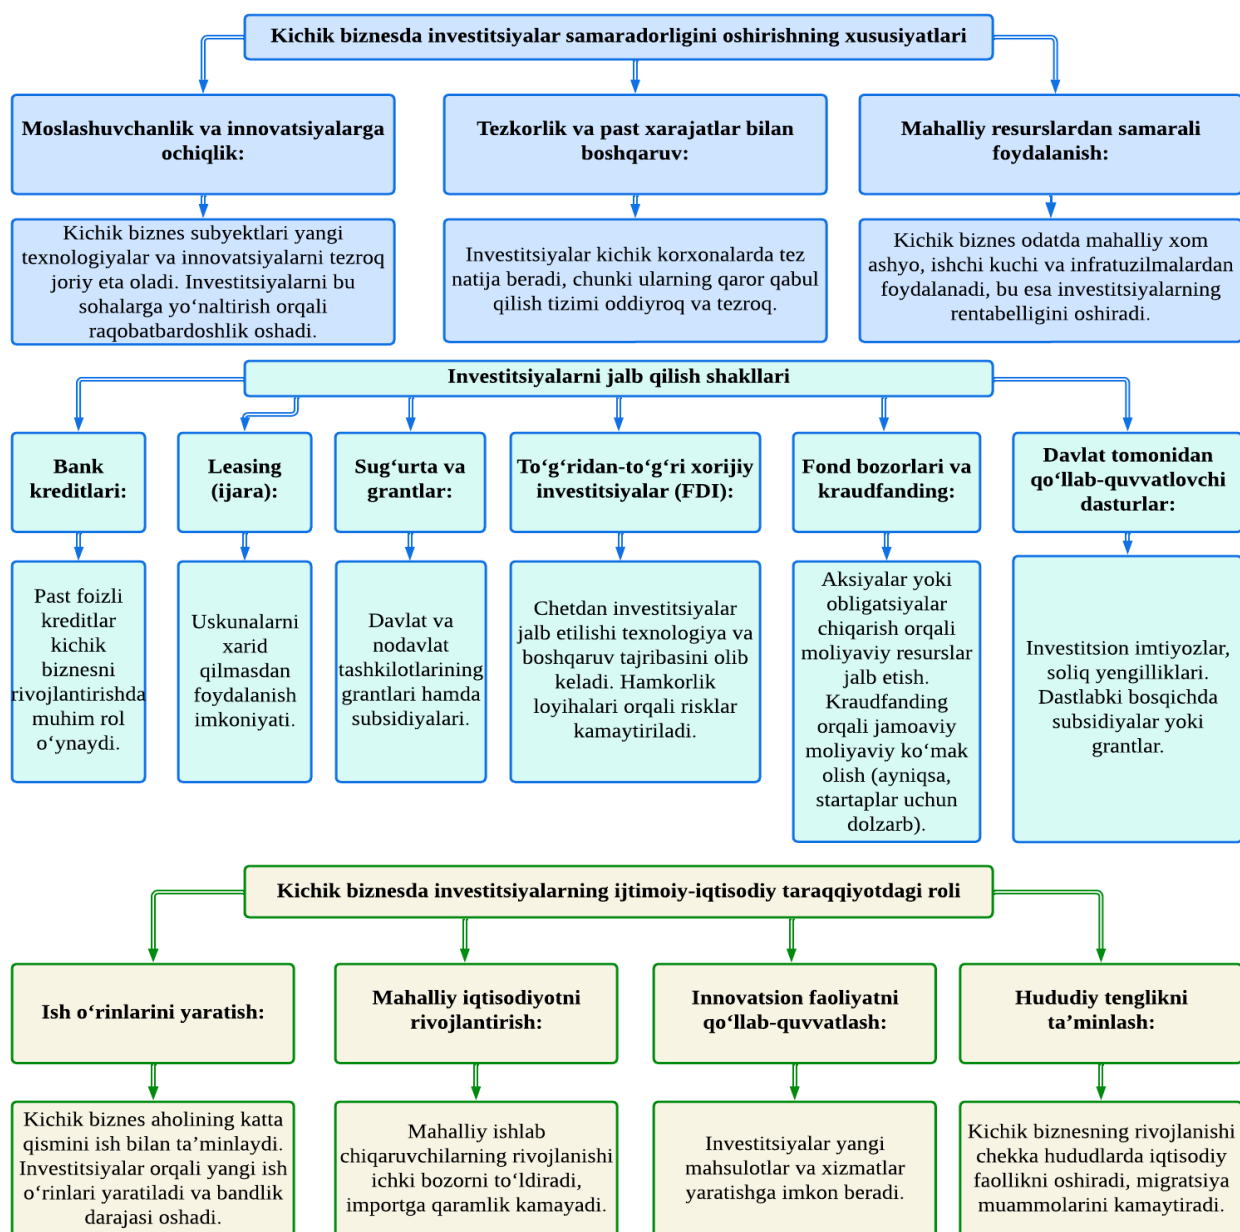 Kichik biznesda investitsiyalar samaradorligini oshirishning xususiyatlari
Moslashuvchanlik va innovatsiyalarga
ochiqlik:
Kichik biznes subyektlari yangi
texnologiyalar va innovatsiyalarni tezroq
joriy eta oladi. Investitsiyalarni bu
sohalarga yo‘naltirish orqali
raqobatbardoshlik oshadi.
Tezkorlik va past xarajatlar bilan
boshqaruv:
Investitsiyalar kichik korxonalarda tez
natija beradi, chunki ularning qaror qabul
qilish tizimi oddiyroq va tezroq.
Mahalliy resurslardan samarali
foydalanish:
Kichik biznes odatda mahalliy xom
ashyo, ishchi kuchi va infratuzilmalardan
foydalanadi, bu esa investitsiyalarning
rentabelligini oshiradi.
Investitsiyalarni jalb qilish shakllari
Bank
kreditlari:
Past foizli
kreditlar
kichik
biznesni
rivojlantirishda
muhim rol
o‘ynaydi.
Leasing
(ijara):
Uskunalarni
xarid
qilmasdan
foydalanish
imkoniyati.
Sug‘urta va
grantlar:
Davlat va
nodavlat
tashkilotlarining
grantlari hamda
subsidiyalari.
To‘g‘ridan-to‘g‘ri xorijiy
investitsiyalar (FDI):
Chetdan investitsiyalar
jalb etilishi texnologiya va
boshqaruv tajribasini olib
keladi. Hamkorlik
loyihalari orqali risklar
kamaytiriladi.
Fond bozorlari va
kraudfanding:
Aksiyalar yoki
obligatsiyalar
chiqarish orqali
moliyaviy resurslar
jalb etish.
Kraudfanding
orqali jamoaviy
moliyaviy ko‘mak
olish (ayniqsa,
startaplar uchun
dolzarb).
Davlat tomonidan
qo‘llab-quvvatlovchi
dasturlar:
Investitsion imtiyozlar,
soliq yengilliklari.
Dastlabki bosqichda
subsidiyalar yoki
grantlar.
Kichik biznesda investitsiyalarning ijtimoiy-iqtisodiy taraqqiyotdagi roli
Ish o‘rinlarini yaratish:
Kichik biznes aholining katta
qismini ish bilan ta’minlaydi.
Investitsiyalar orqali yangi ish
o‘rinlari yaratiladi va bandlik
darajasi oshadi.
Mahalliy iqtisodiyotni
rivojlantirish:
Mahalliy ishlab
chiqaruvchilarning rivojlanishi
ichki bozorni to‘ldiradi,
importga qaramlik kamayadi.
Innovatsion faoliyatni
qo‘llab-quvvatlash:
Investitsiyalar yangi
mahsulotlar va xizmatlar
yaratishga imkon beradi.
Hududiy tenglikni
ta’minlash:
Kichik biznesning rivojlanishi
chekka hududlarda iqtisodiy
faollikni oshiradi, migratsiya
muammolarini kamaytiradi.